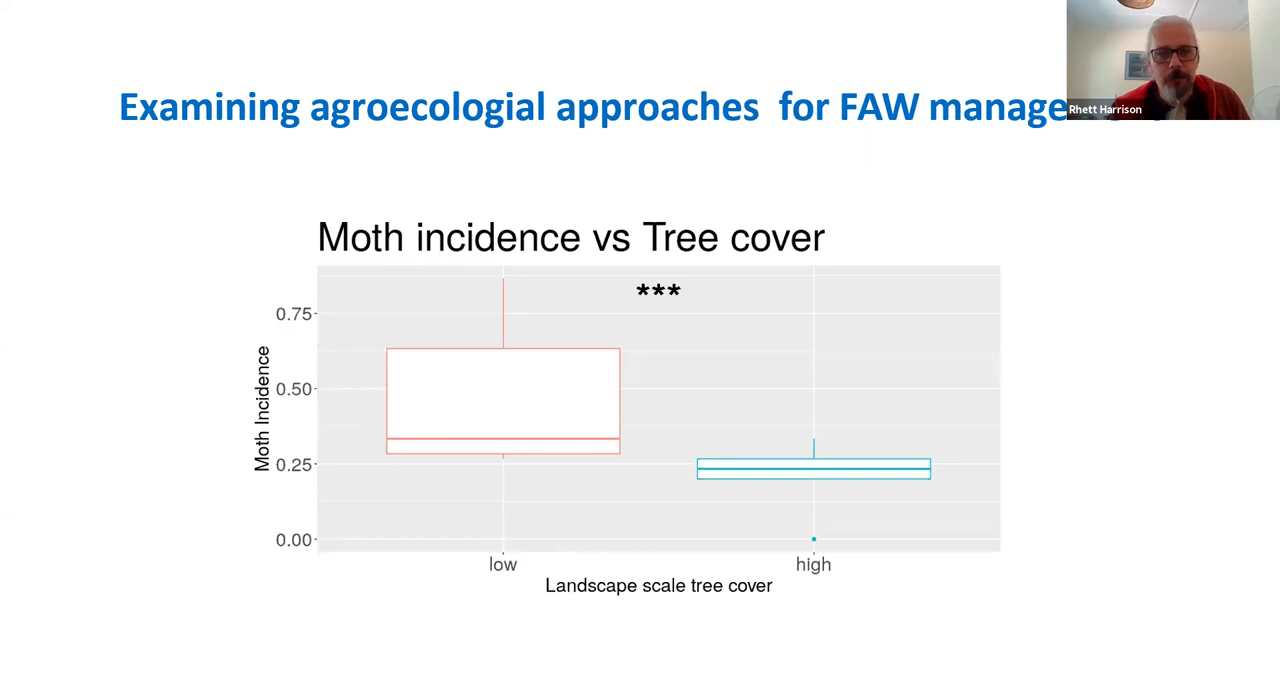 Examining agroecologial approaches for FAW manage
Rhett Harrison
Moth incidence vs Tree cover
***
Moth Incidence
0.75
0.50
0.25
0.00
low high
Landscape scale tree cover